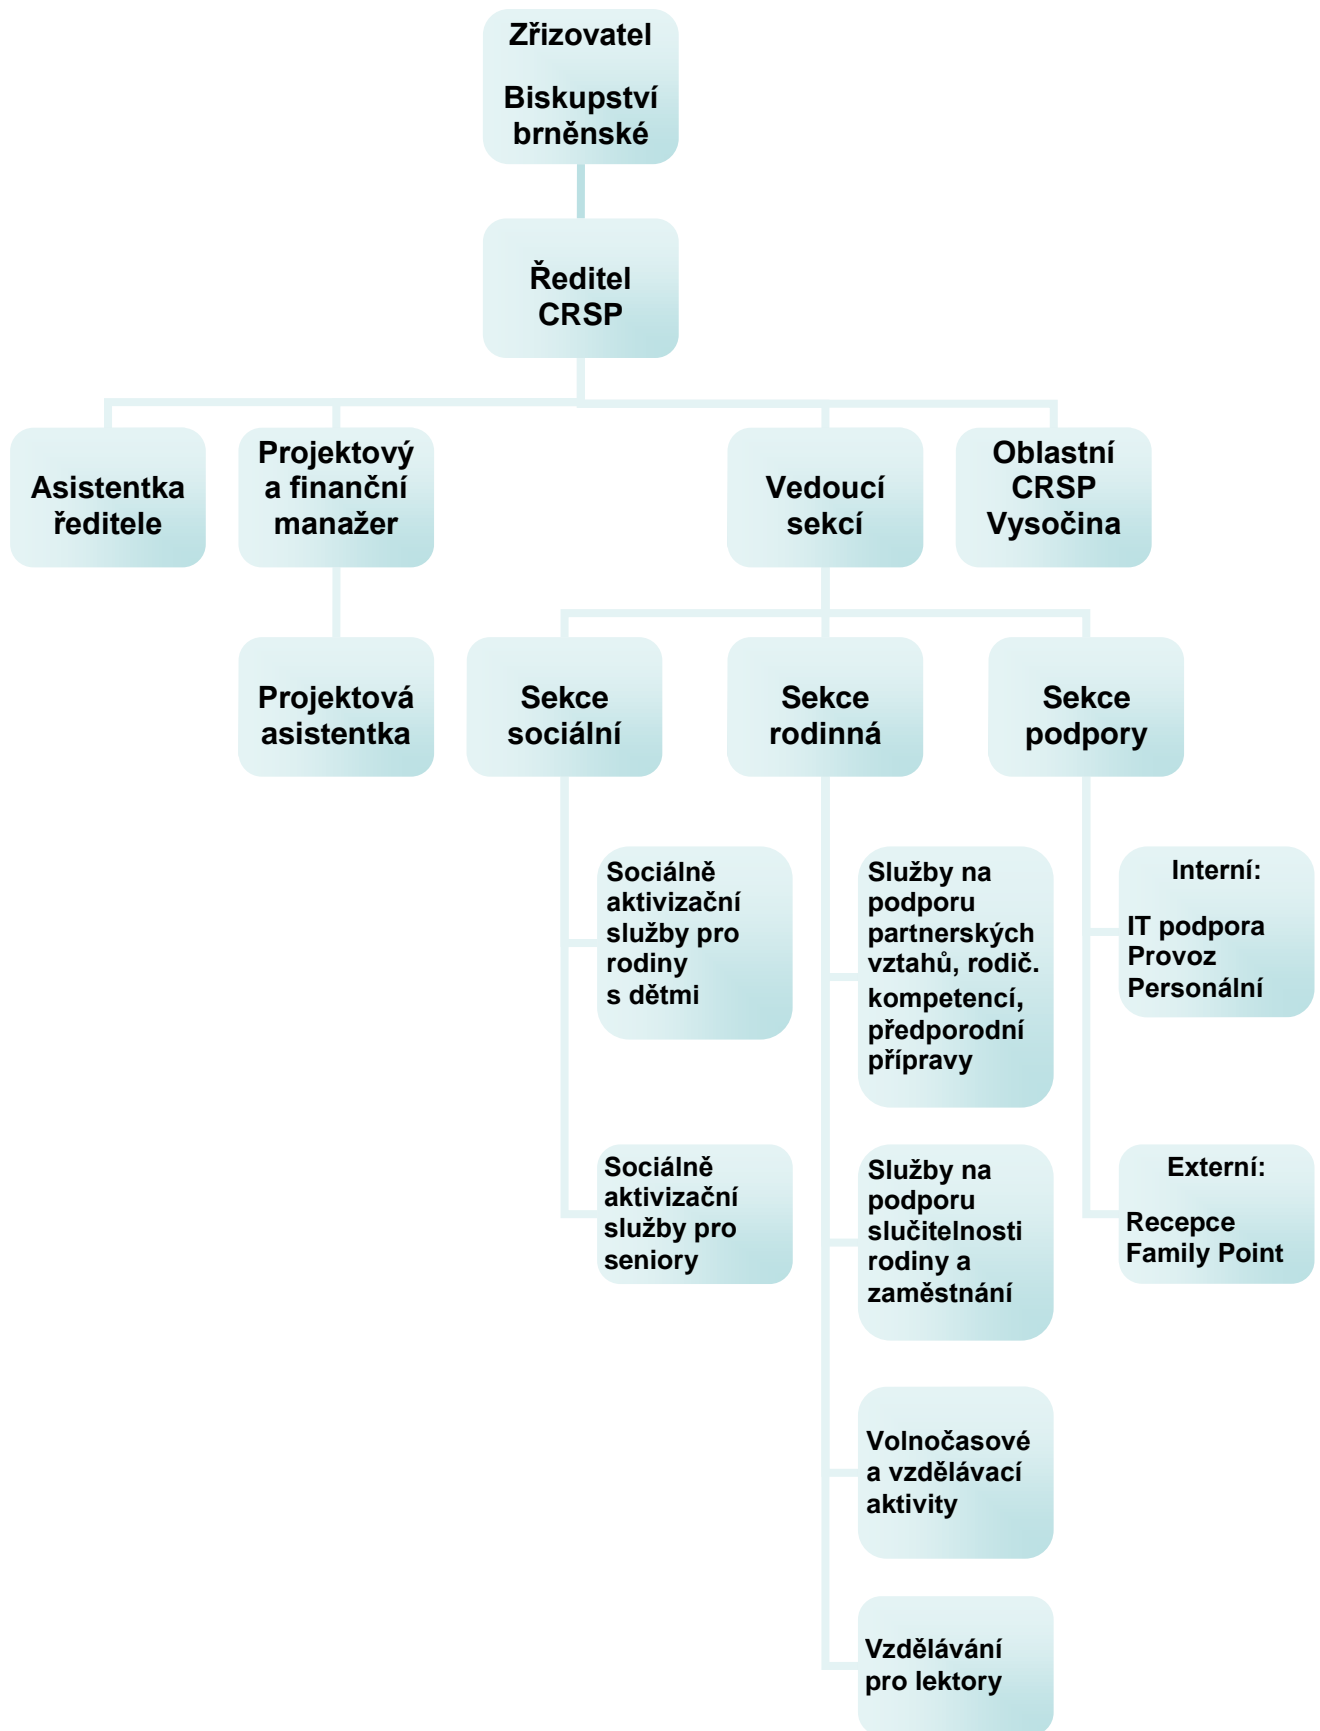 Zřizovatel
Biskupství
brněnské
Ředitel
CRSP
Asistentka
ředitele
Projektový
a finanční
manažer
Vedoucí
sekcí
Oblastní
CRSP
Vysočina
Projektová
asistentka
Sekce
sociální
Sekce
rodinná
Sekce
podpory
Sociálně
aktivizační
služby pro
rodiny
s dětmi
Služby na
podporu
partnerských
vztahů, rodič.
kompetencí,
předporodní
přípravy
Interní:
IT podpora
Provoz
Personální
Sociálně
aktivizační
služby pro
seniory
Služby na
podporu
slučitelnosti
rodiny a
zaměstnání
Externí:
Recepce
Family Point
Volnočasové
a vzdělávací
aktivity
Vzdělávání
pro lektory